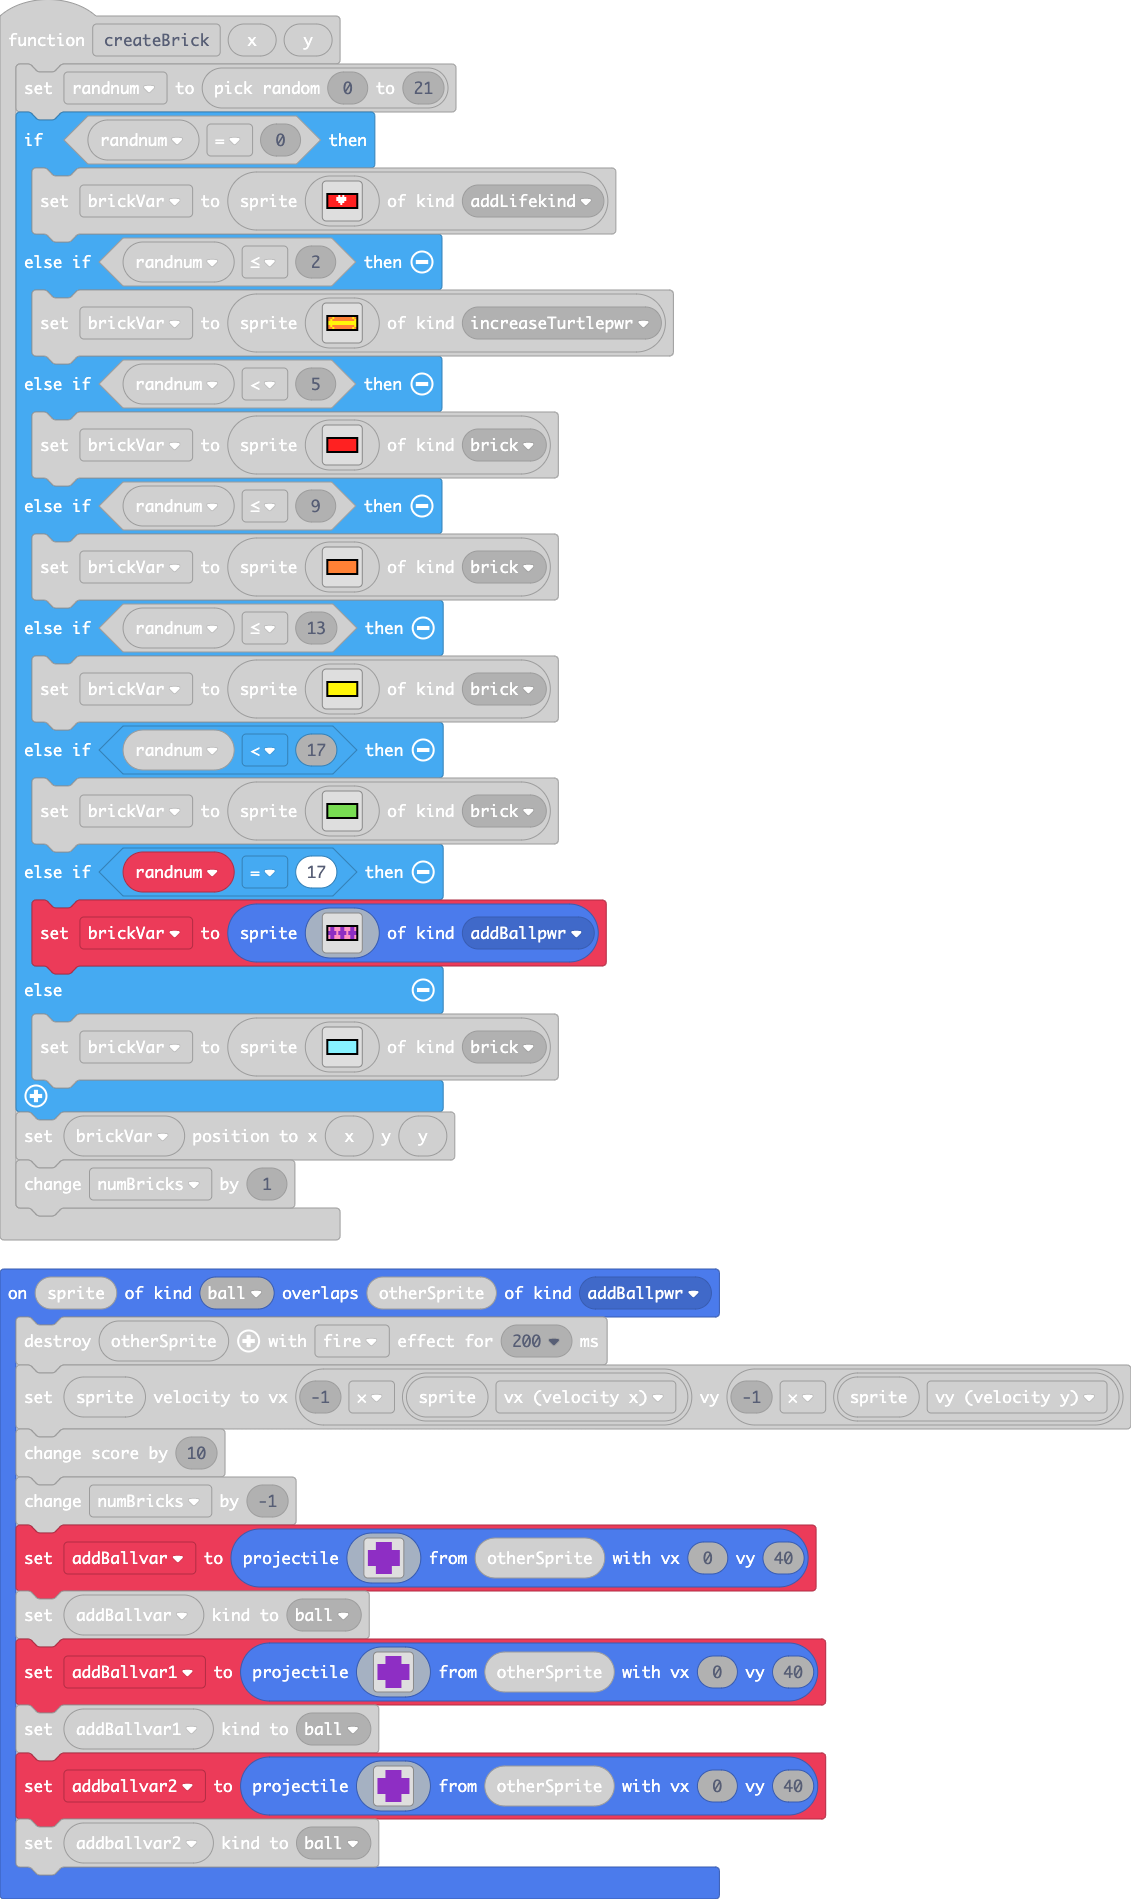 function createBrick x y
set randnum to pick random 0 to 21
if randnum = 0 then
set brickVar to sprite of kind addLifekind
else if randnum ≤ 2 then
set brickVar to sprite of kind increaseTurtlepwr
else if randnum < 5 then
set brickVar to sprite of kind brick
else if randnum ≤ 9 then
set brickVar to sprite of kind brick
else if randnum ≤ 13 then
set brickVar to sprite of kind brick
else if randnum < 17 then
set brickVar to sprite of kind brick
else if randnum = 17 then
set brickVar to sprite of kind addBallpwr
else
set brickVar to sprite of kind brick
set brickVar position to x x y y
change numBricks by 1
on sprite of kind ball overlaps otherSprite of kind addBallpwr
destroy otherSprite with fire effect for 200 ms
set sprite velocity to vx -1 × sprite vx (velocity x) vy -1 × sprite vy (velocity y)
change score by 10
change numBricks by -1
set addBallvar to projectile from otherSprite with vx 0 vy 40
set addBallvar kind to ball
set addBallvar1 to projectile from otherSprite with vx 0 vy 40
set addBallvar1 kind to ball
set addballvar2 to projectile from otherSprite with vx 0 vy 40
set addballvar2 kind to ball